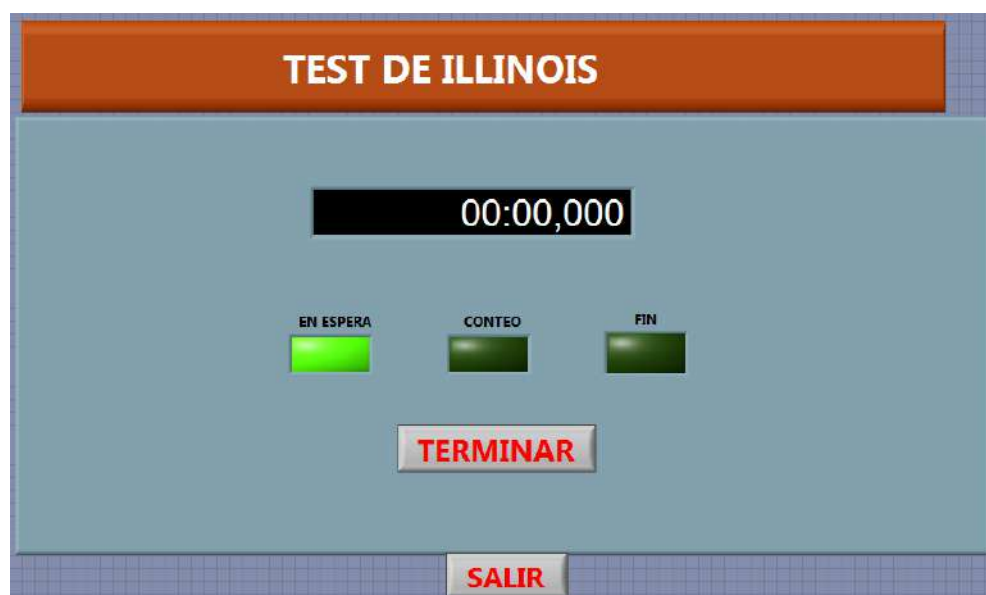 TEST DE ILLINOIS
00:00,000
EN ESPERA CONTEO FIN
TERMINAR
SALIR